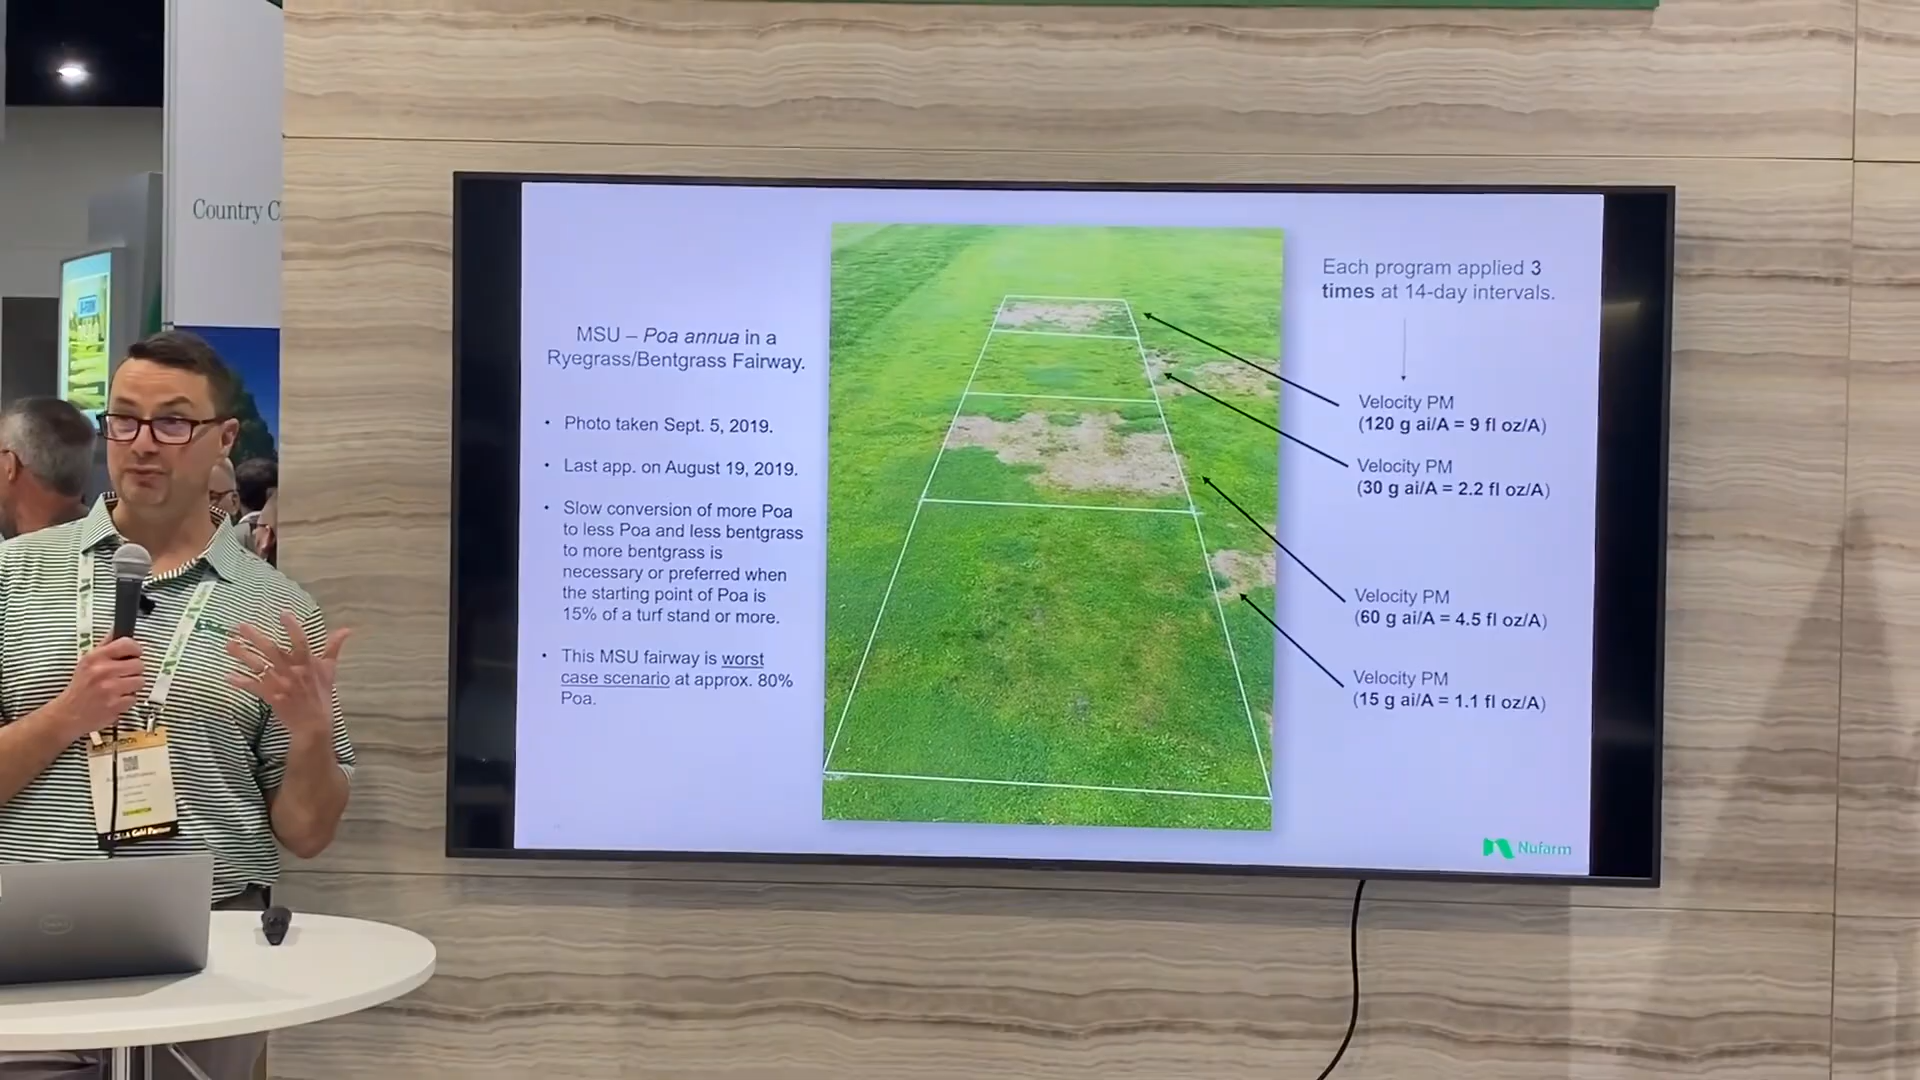 Country C
MSU – Poa annua in a
Ryegrass/Bentgrass Fairway.
• Photo taken Sept. 5, 2019.
• Last app. on August 19, 2019.
• Slow conversion of more Poa
to less Poa and less bentgrass
to more bentgrass is
necessary or preferred when
the starting point of Poa is
15% of a turf stand or more.
• This MSU fairway is worst
case scenario at approx. 80%
Poa.
Each program applied 3
times at 14-day intervals.
Velocity PM
(120 g ai/A = 9 fl oz/A)
Velocity PM
(30 g ai/A = 2.2 fl oz/A)
Velocity PM
(60 g ai/A = 4.5 fl oz/A)
Velocity PM
(15 g ai/A = 1.1 fl oz/A)
Nufarm
Gold Partner